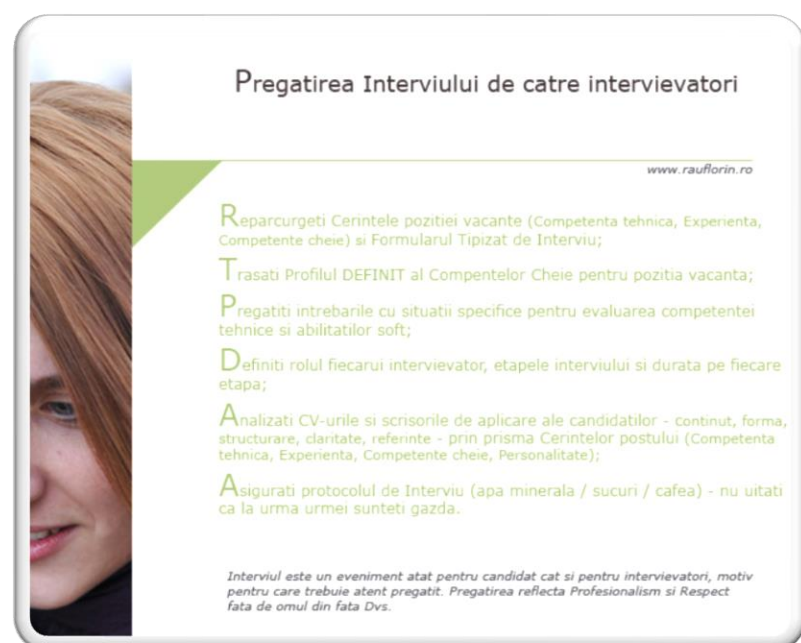 Pregatirea Interviului de catre intervievatori
www.rauflorin.ro
Reparcurgeti Cerintele pozitiei vacante (Competenta tehnica, Experienta,
Competente cheie) si Formularul Tipizat de Interviu;
Trasati Profilul DEFINIT al Compentelor Cheie pentru pozitia vacanta;
Pregatiti intrebarile cu situatii specifice pentru evaluarea competentei
tehnice si abilitatilor soft;
Definiti rolul fiecarui intervievator, etapele interviului si durata pe fiecare
etapa;
Analizati CV-urile si scrisorile de aplicare ale candidatilor - continut, forma,
structurare, claritate, referinte - prin prisma Cerintelor postului (Competenta
tehnica, Experienta, Competente cheie, Personalitate);
Asigurati protocolul de Interviu (apa minerala / sucuri / cafea) - nu uitati
ca la urma urmei sunteti gazda.
Interviul este un eveniment atat pentru candidat cat si pentru intervievatori, motiv
pentru care trebuie atent pregatit. Pregatirea reflecta Profesionalism si Respect
fata de omul din fata Dvs.